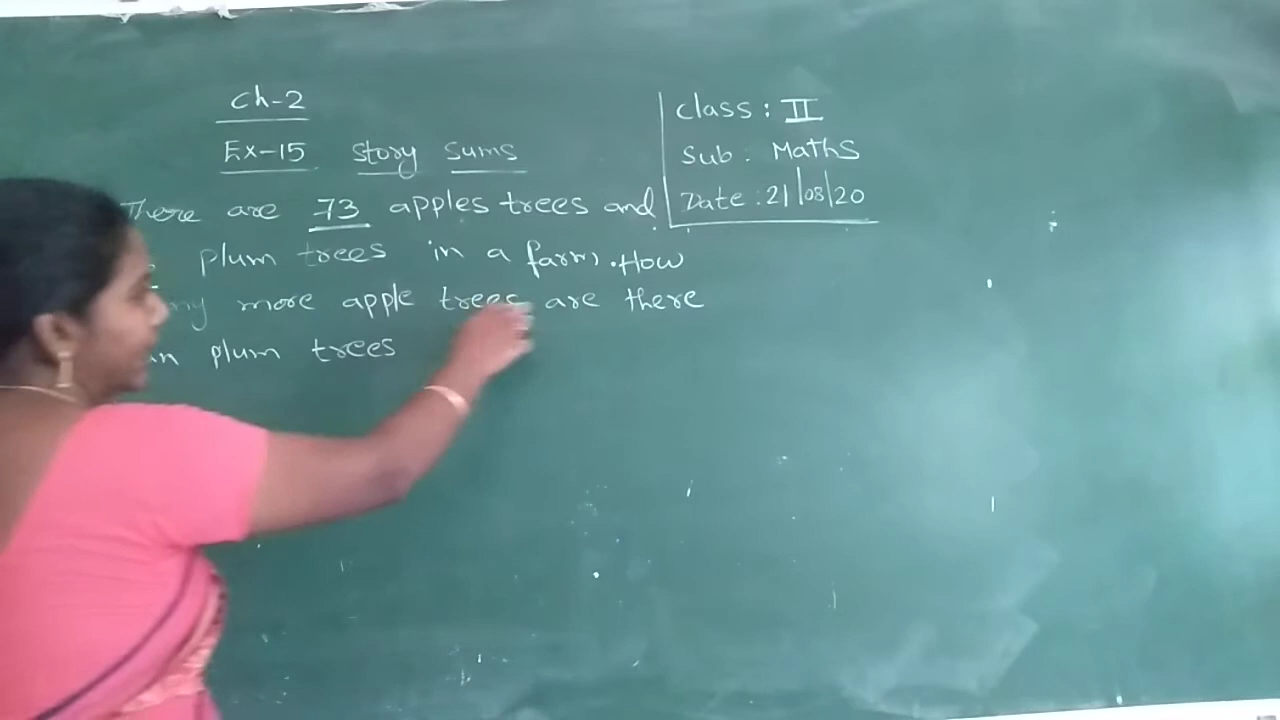 Ch-2
Ex-15 Story Sums
There are 73 apples trees and
plum trees in a farm. How
more apple trees are there
plum trees
Class: II
Sub: Maths
Date: 21/08/20